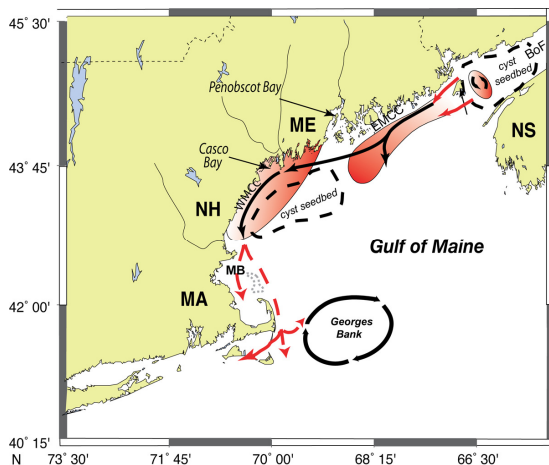 45° 30'
BoF
cyst
seedbed
Penobscot Bay
ME
EMCC
NS
Casco
Bay
43°45'
WMCC
cyst seedbed
NH
Gulf of Maine
MB
MA
42° 00'
Georges
Bank
40° 15'
N
73° 30' 71° 45' 70° 00' 68° 15' 66° 30'